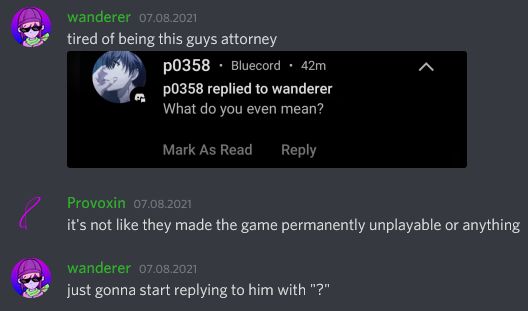 wanderer 07.08.2021
tired of being this guys attorney
p0358 • Bluecord • 42m
p0358 replied to wanderer
What do you even mean?
Mark As Read Reply
Provoxin 07.08.2021
it's not like they made the game permanently unplayable or anything
wanderer 07.08.2021
just gonna start replying to him with "?"